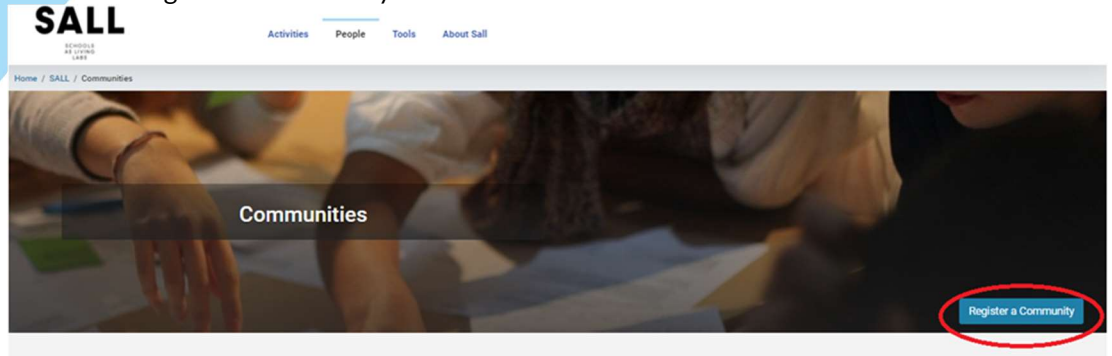 SALL
SCHOOLS
AS LIVING
LABS
Activities People Tools About Sall
Home / SALL / Communities
Communities
Register a Community